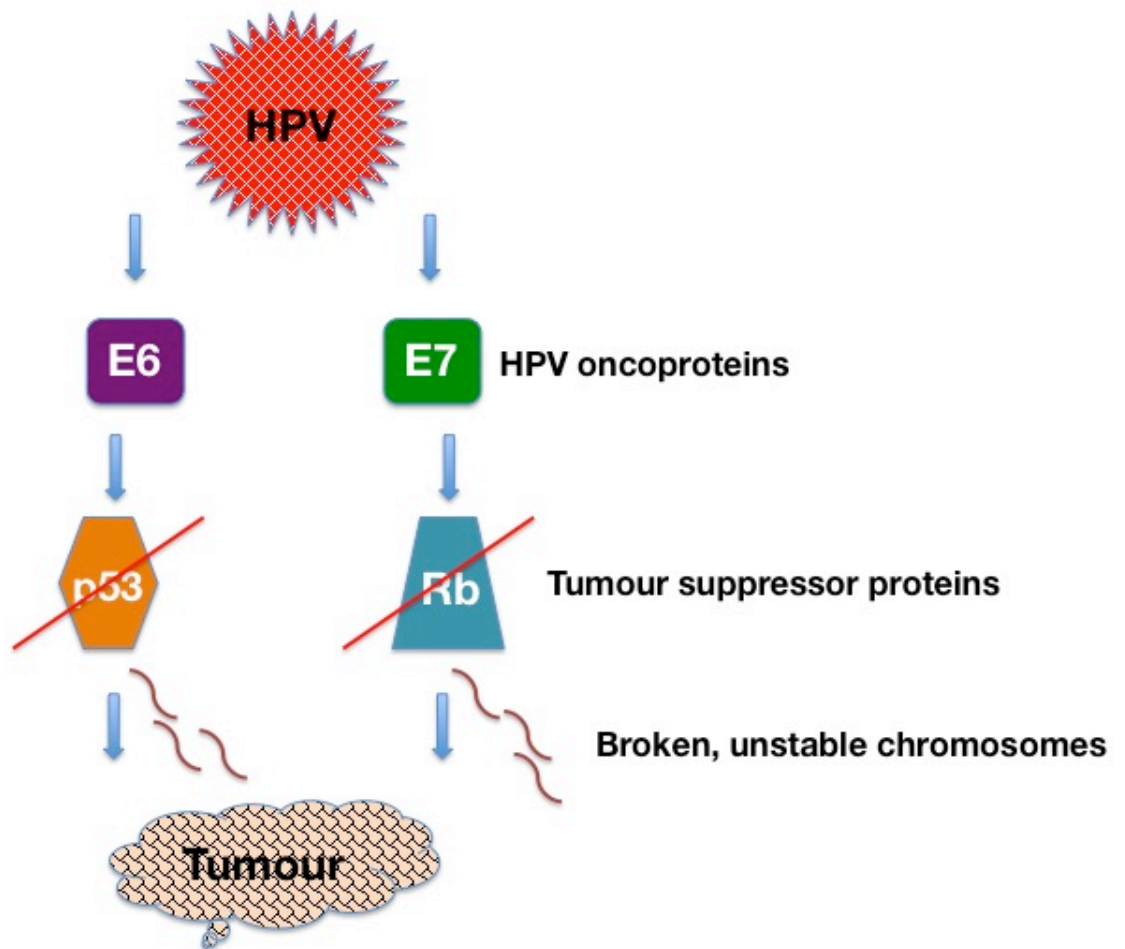 HPV
E6
E7
HPV oncoproteins
p53
Rb
Tumour suppressor proteins
Broken, unstable chromosomes
Tumour